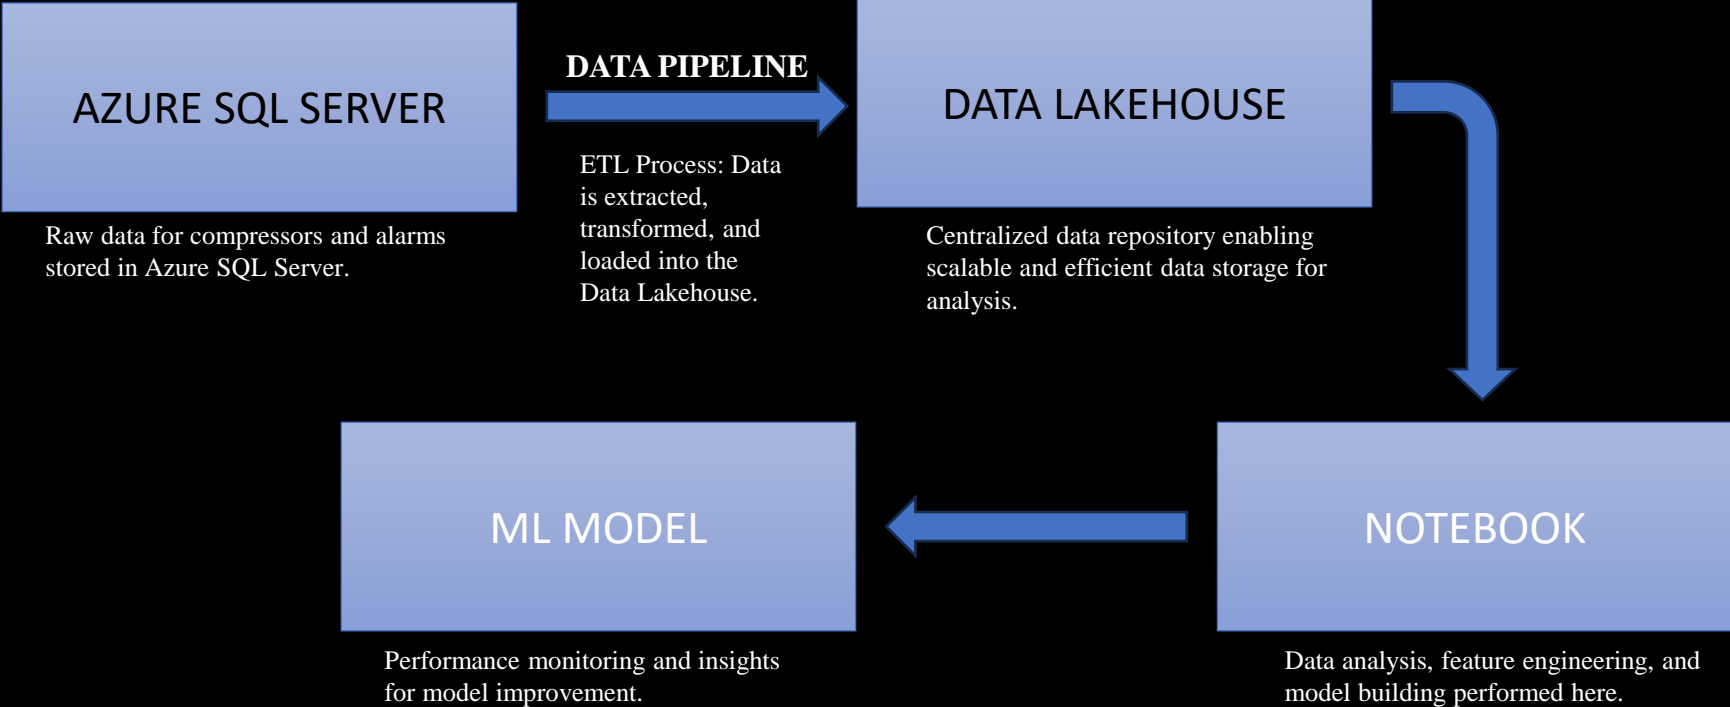 AZURE SQL SERVER
Raw data for compressors and alarms
stored in Azure SQL Server.
DATA PIPELINE
ETL Process: Data
is extracted,
transformed, and
loaded into the
Data Lakehouse.
DATA LAKEHOUSE
Centralized data repository enabling
scalable and efficient data storage for
analysis.
NOTEBOOK
Data analysis, feature engineering, and
model building performed here.
ML MODEL
Performance monitoring and insights
for model improvement.